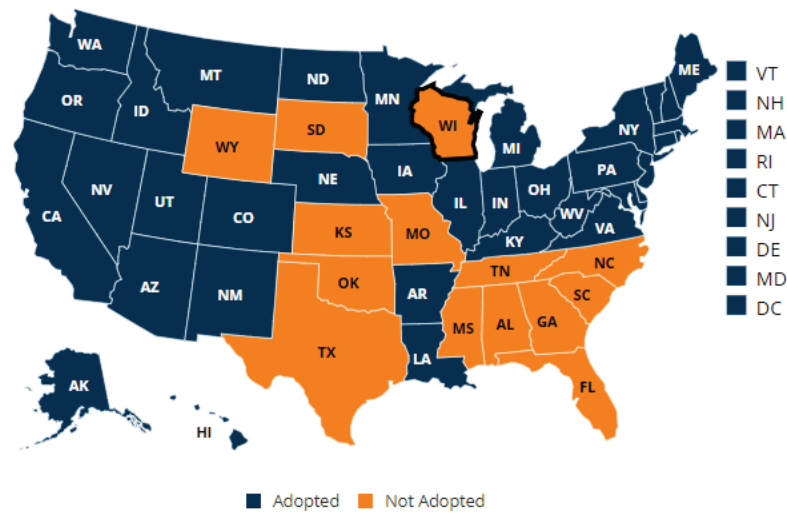 WA
MT
ND
MN
ME
VT
OR
ID
WY
SD
WI
MI
NY
NH
MA
RI
NV
UT
CO
NE
IA
IL
IN
OH
PA
CT
CA
KS
MO
KY
WV
VA
NJ
AZ
NM
OK
AR
TN
NC
DE
MD
DC
TX
LA
MS
AL
GA
SC
FL
AK
HI
Adopted
Not Adopted